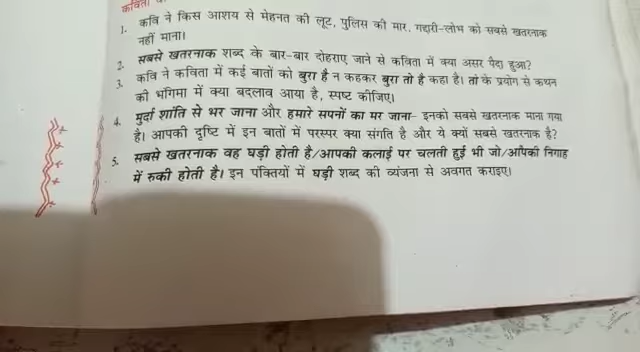 कविता
1. कवि ने किस आशय से मेहनत की लूट, पुलिस की मार, गद्दारी-लोभ को सबसे खतरनाक
नहीं माना।
2. सबसे खतरनाक शब्द के बार-बार दोहराए जाने से कविता में क्या असर पैदा हुआ?
3. कवि ने कविता में कई बातों को बुरा है न कहकर बुरा तो है कहा है। तो के प्रयोग से कथन
की भंगिमा में क्या बदलाव आया है, स्पष्ट कीजिए।
4. मुर्दा शांति से भर जाना और हमारे सपनों का मर जाना– इनको सबसे खतरनाक माना गया
है। आपकी दृष्टि में इन बातों में परस्पर क्या संगति है और ये क्यों सबसे खतरनाक है?
5. सबसे खतरनाक वह घड़ी होती है/आपकी कलाई पर चलती हुई भी जो/आपकी निगाह
में रुकी होती है। इन पंक्तियों में घड़ी शब्द की व्यंजना से अवगत कराइए।